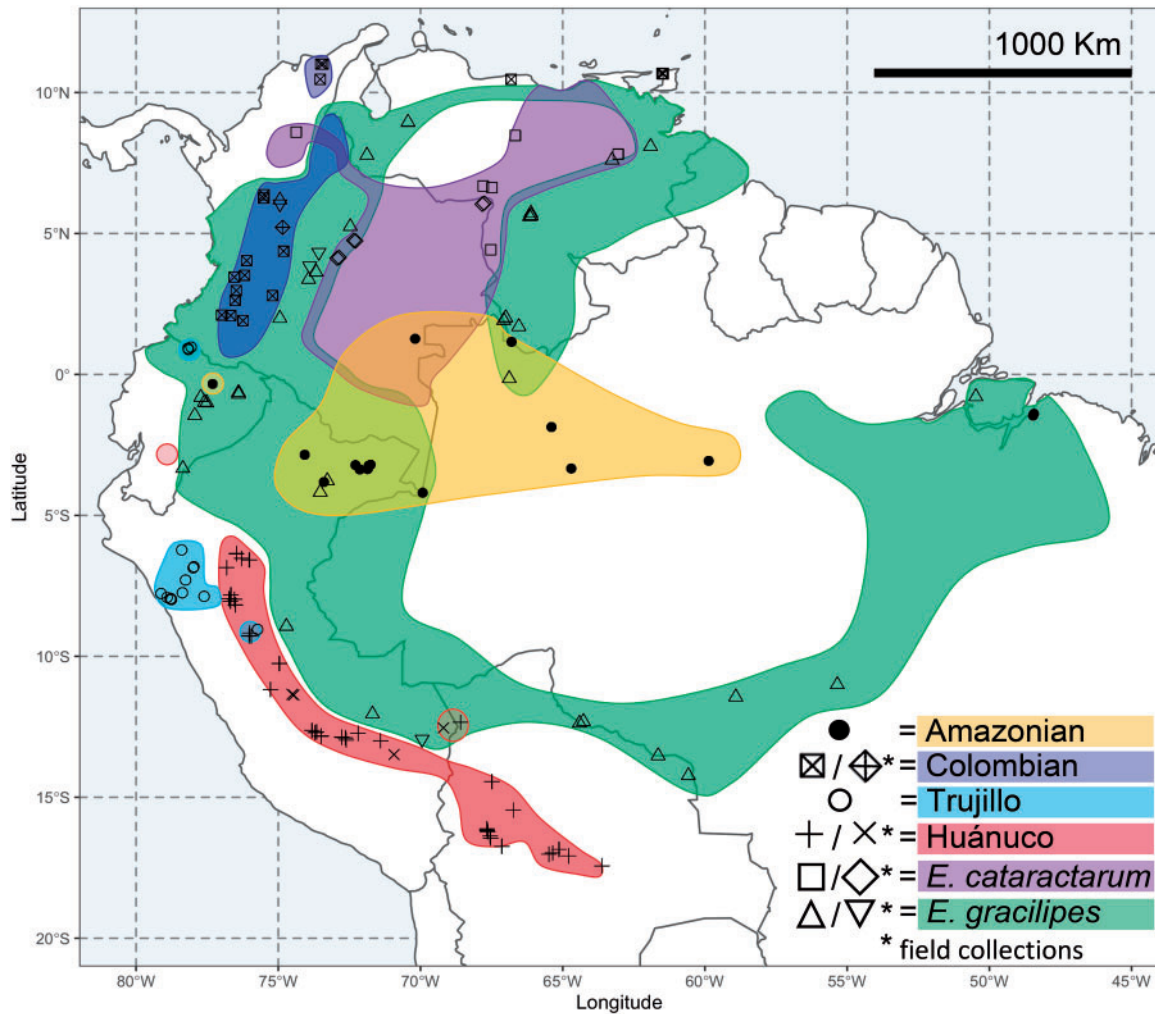 1000 Km
10°N
5°N
0°
5°S
10°S
15°S
20°S
Latitude
80°W 75°W 70°W 65°W 60°W 55°W 50°W 45°W
Longitude
= Amazonian
/ * = Colombian
= Trujillo
/ * = Huánuco
/ * = E. cataractarum
/ * = E. gracilipes
* field collections